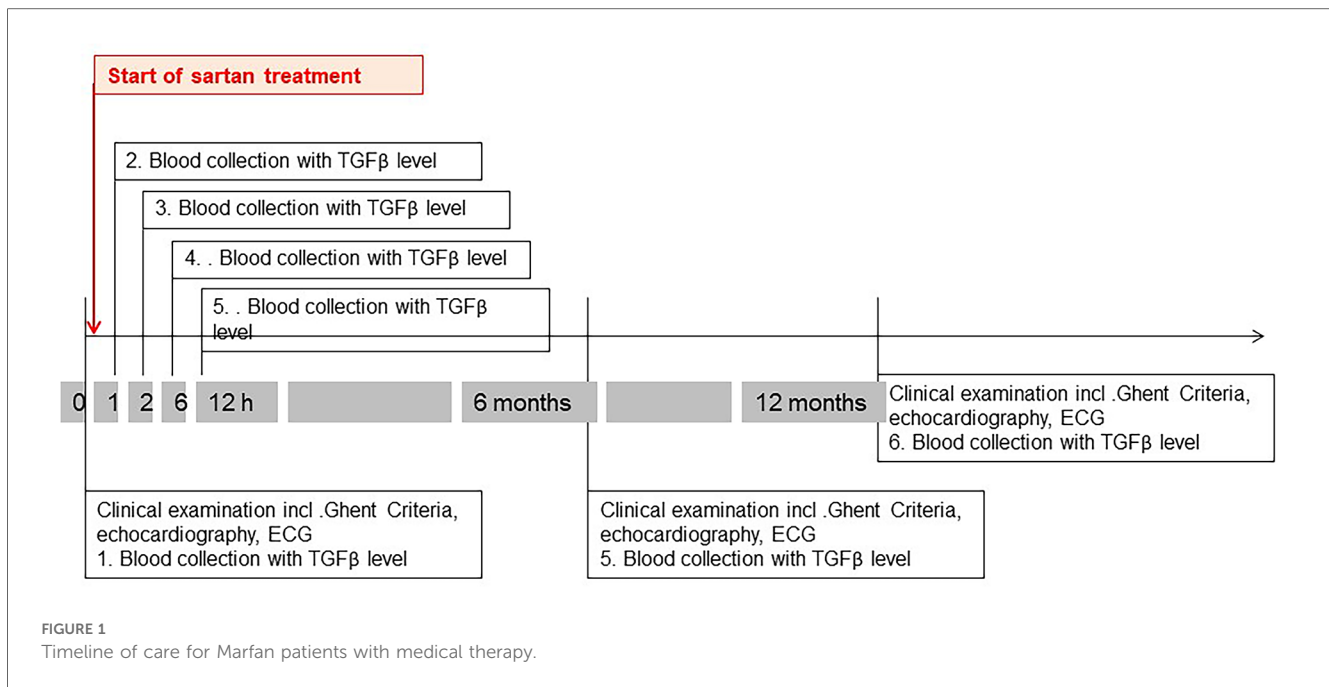 Start of sartan treatment
2. Blood collection with TGFβ level
3. Blood collection with TGFβ level
4. . Blood collection with TGFβ level
5. . Blood collection with TGFβ
level
0 1 2 6 12 h 6 months 12 months
Clinical examination incl .Ghent Criteria,
echocardiography, ECG
6. Blood collection with TGFβ level
Clinical examination incl .Ghent Criteria,
echocardiography, ECG
1. Blood collection with TGFβ level
Clinical examination incl .Ghent Criteria,
echocardiography, ECG
5. Blood collection with TGFβ level
FIGURE 1
Timeline of care for Marfan patients with medical therapy.